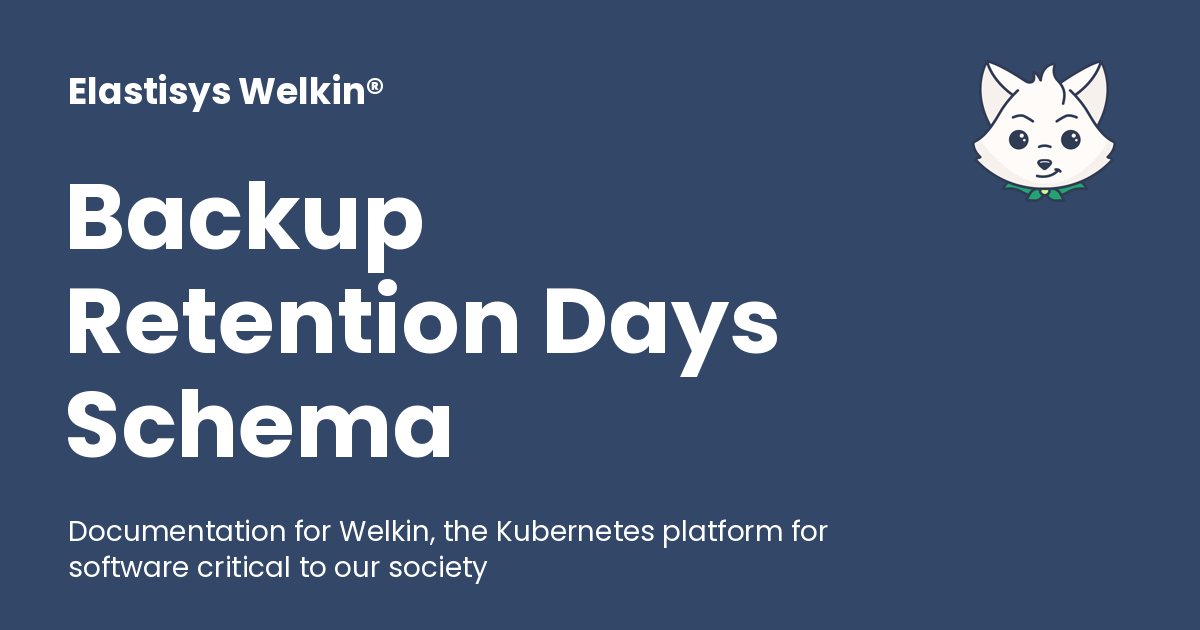 Elastisys Welkin®
Backup
Retention Days
Schema
Documentation for Welkin, the Kubernetes platform for
software critical to our society